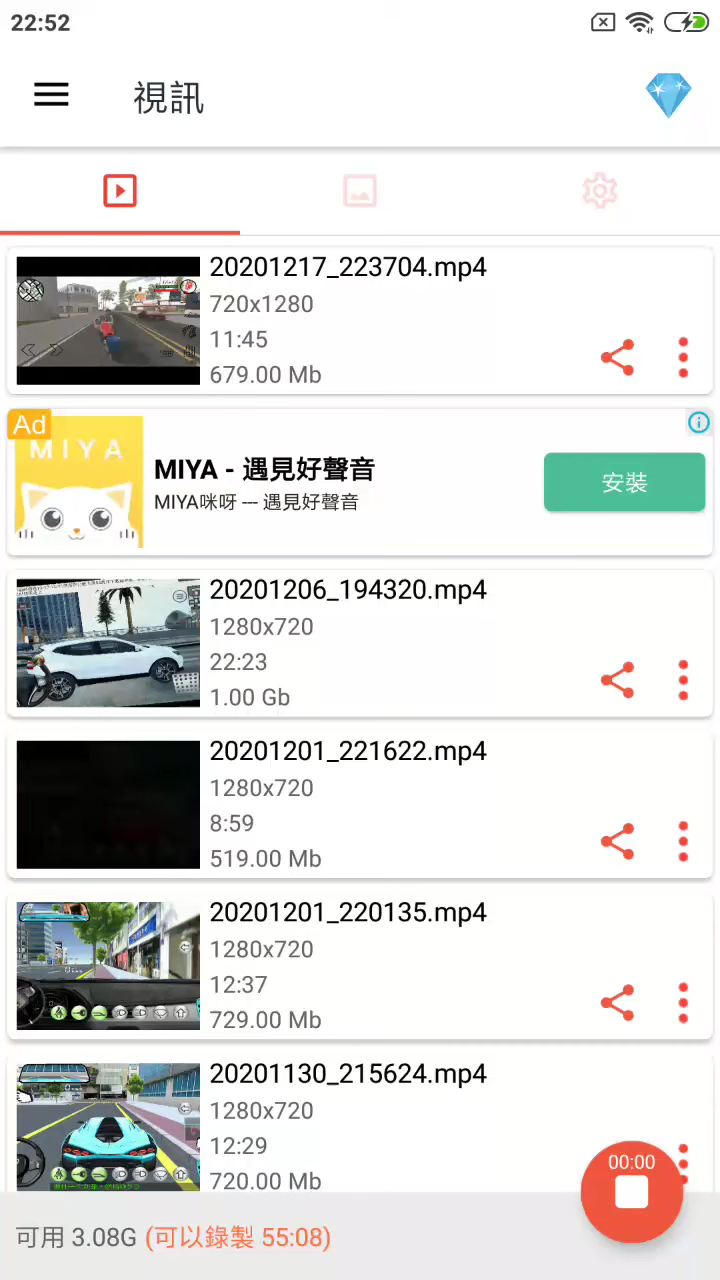 22:52
視訊
20201217_223704.mp4
720x1280
11:45
679.00 Mb
Ad
MIYA
MIYA - 遇見好聲音
MIYA咪呀 --- 遇見好聲音
安裝
20201206_194320.mp4
1280x720
22:23
1.00 Gb
20201201_221622.mp4
1280x720
8:59
519.00 Mb
20201201_220135.mp4
1280x720
12:37
729.00 Mb
20201130_215624.mp4
1280x720
12:29
720.00 Mb
00:00
可用 3.08G (可以錄製 55:08)